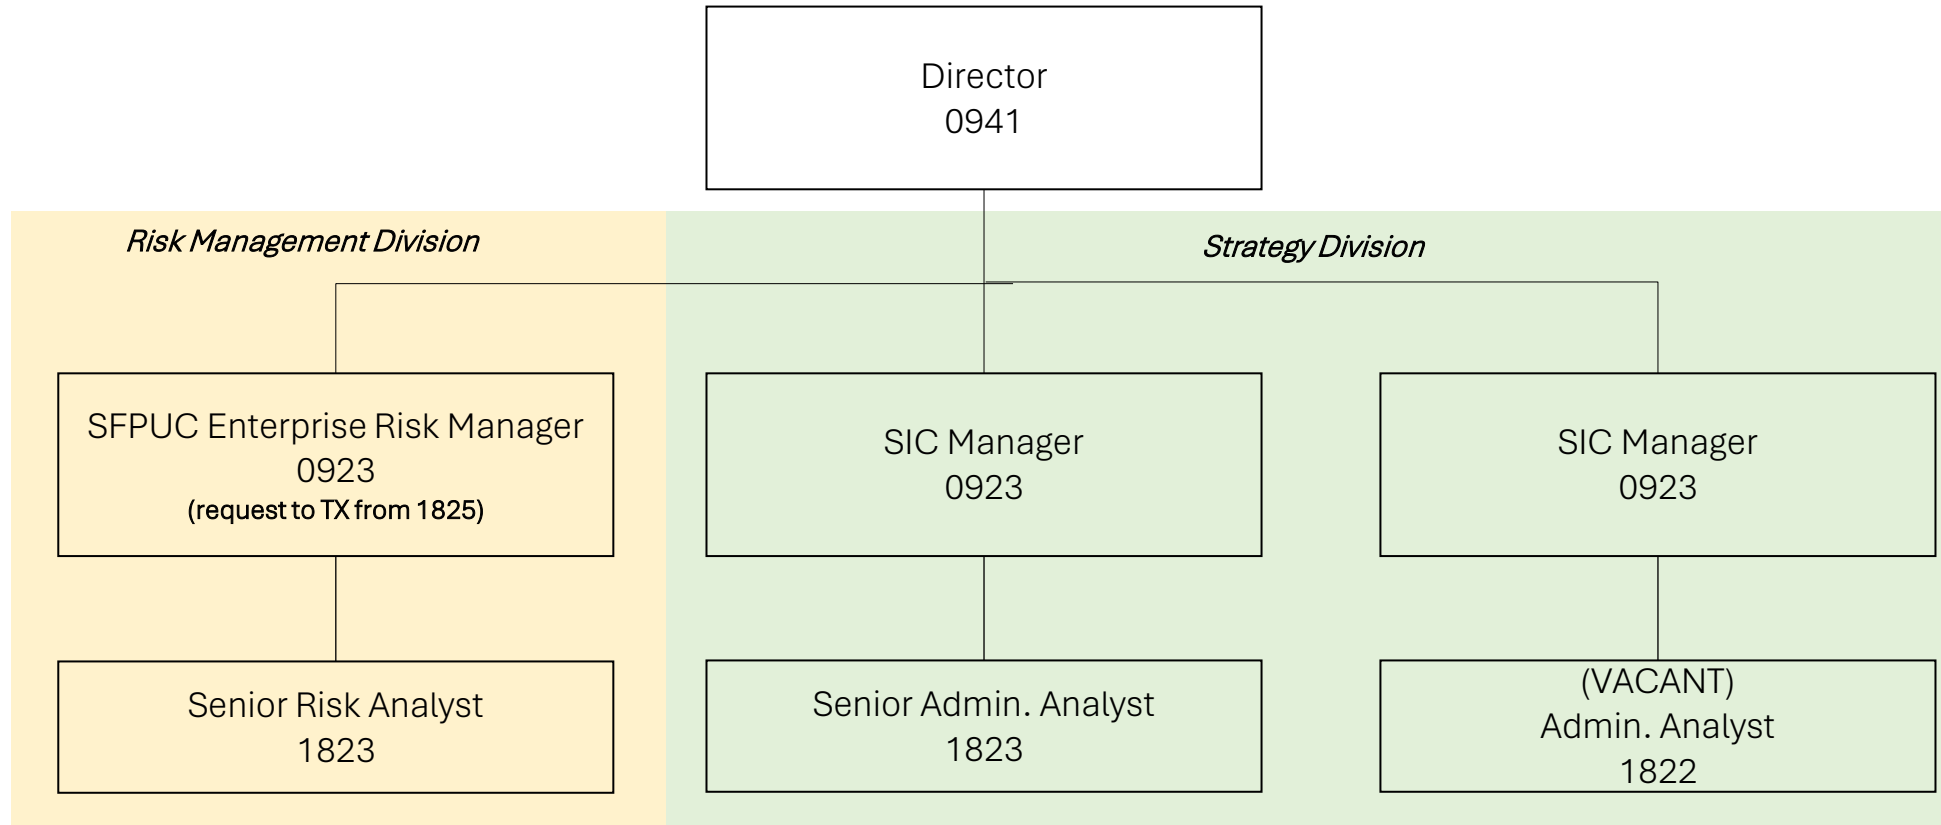 Director
0941
Risk Management Division
Strategy Division
SFPUC Enterprise Risk Manager
0923
(request to TX from 1825)
SIC Manager
0923
SIC Manager
0923
Senior Risk Analyst
1823
Senior Admin. Analyst
1823
(VACANT)
Admin. Analyst
1822